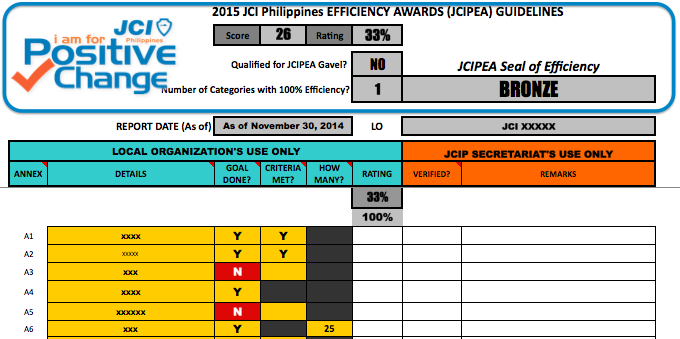 2015 JCI Philippines EFFICIENCY AWARDS (JCIPEA) GUIDELINES
i am for JCI Philippines
Positive
Change
Score 26 Rating 33%
Qualified for JCIPEA Gavel? NO JCIPEA Seal of Efficiency
Number of Categories with 100% Efficiency? 1 BRONZE
REPORT DATE (As of) As of November 30, 2014 LO JCI XXXXX
LOCAL ORGANIZATION'S USE ONLY JCIP SECRETARIAT'S USE ONLY
ANNEX DETAILS GOAL DONE? CRITERIA MET? HOW MANY? RATING VERIFIED? REMARKS
33%
100%
A1 xxxx Y Y
A2 xxxxx Y Y
A3 xxx N
A4 xxxx Y
A5 xxxxxx N
A6 xxx Y 25